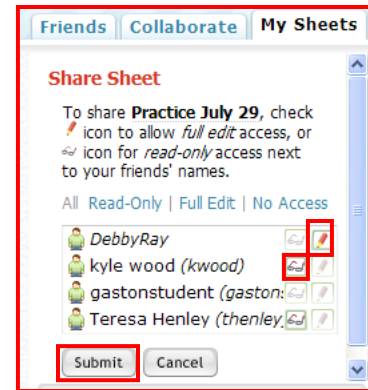 Friends Collaborate My Sheets
Share Sheet
To share Practice July 29, check
icon to allow full edit access, or
icon for read-only access next
to your friends' names.
All Read-Only | Full Edit | No Access
DebbyRay
kyle wood (kwood)
gastonstudent (gaston:
Teresa Henley (thenley,
Submit Cancel